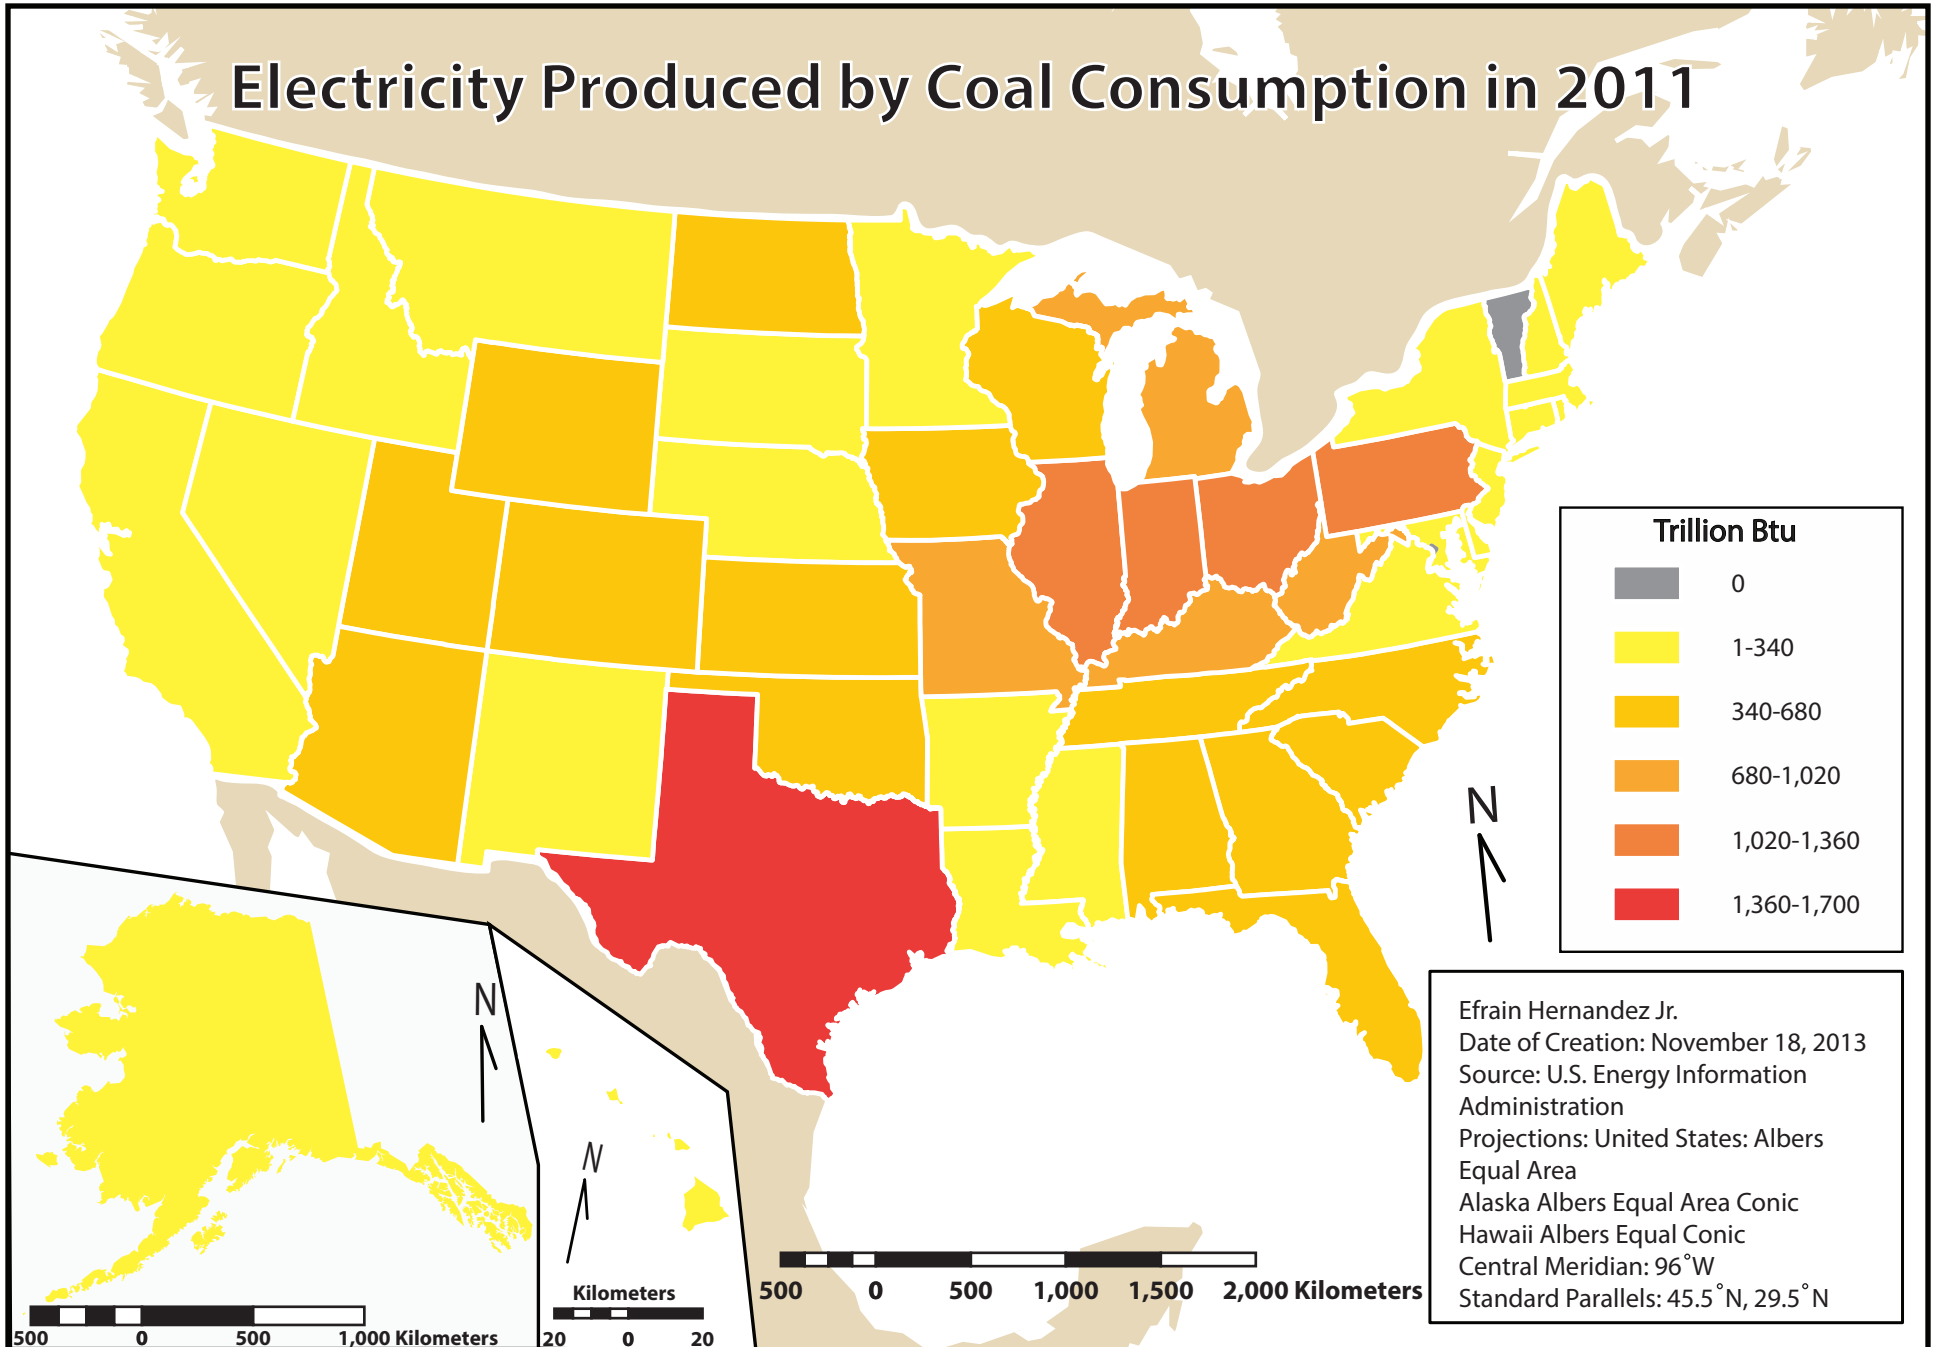 Electricity Produced by Coal Consumption in 2011
Trillion Btu
0
1-340
340-680
680-1,020
1,020-1,360
1,360-1,700
N
Efrain Hernandez Jr.
Date of Creation: November 18, 2013
Source: U.S. Energy Information
Administration
Projections: United States: Albers
Equal Area
Alaska Albers Equal Area Conic
Hawaii Albers Equal Conic
Central Meridian: 96°W
Standard Parallels: 45.5°N, 29.5°N
N
N
500 0 500 1,000 1,500 2,000 Kilometers
Kilometers
20 0 20
500 0 500 1,000 Kilometers